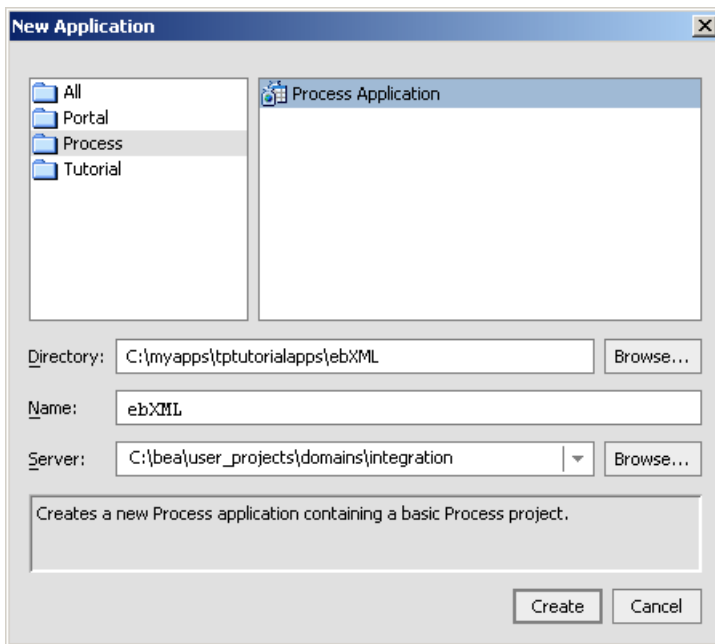 New Application
All
Portal
Process
Tutorial
Process Application
Directory: C:\myapps\tptutorialapps\ebXML Browse...
Name: ebXML
Server: C:\bea\user_projects\domains\integration Browse...
Creates a new Process application containing a basic Process project.
Create Cancel